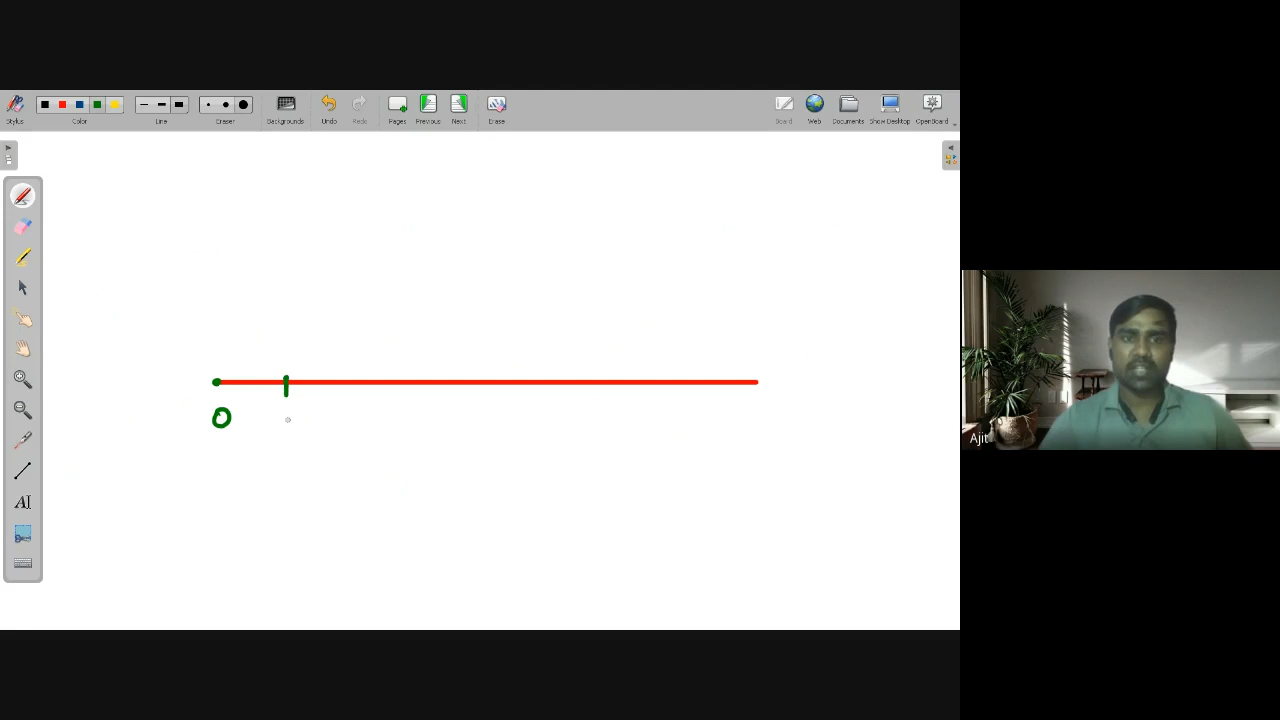 Stylus Color Line Eraser Backgrounds Undo Redo Pages Previous Next Erase Board Web Documents Show Desktop OpenBoard
AI
0
Ajit